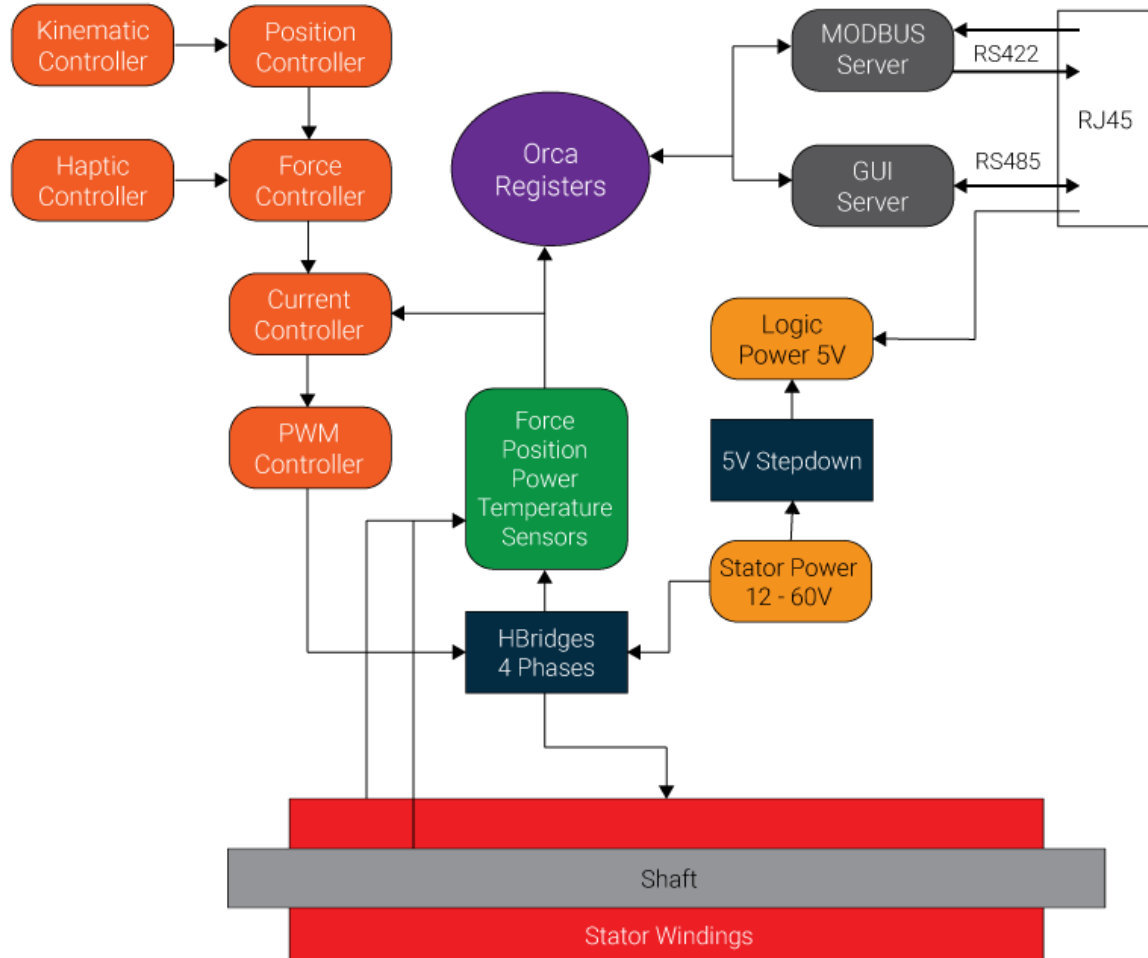 Kinematic
Controller
Position
Controller
MODBUS
Server
RS422
RJ45
Haptic
Controller
Force
Controller
Orca
Registers
GUI
Server
RS485
Current
Controller
Logic
Power 5V
PWM
Controller
Force
Position
Power
Temperature
Sensors
5V Stepdown
Stator Power
12 - 60V
HBridges
4 Phases
Shaft
Stator Windings